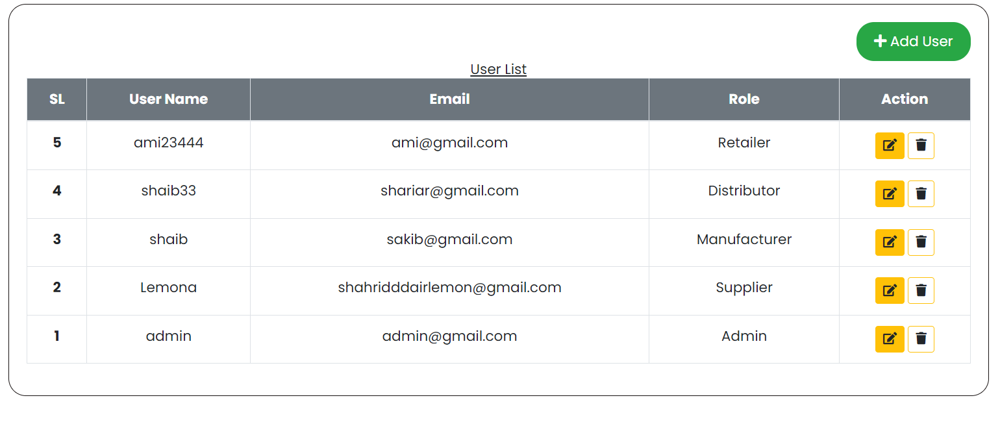 Add User
User List
SL User Name Email Role Action
5 ami23444 ami@gmail.com Retailer
4 shaib33 shariar@gmail.com Distributor
3 shaib sakib@gmail.com Manufacturer
2 Lemona shahridddairlemon@gmail.com Supplier
1 admin admin@gmail.com Admin